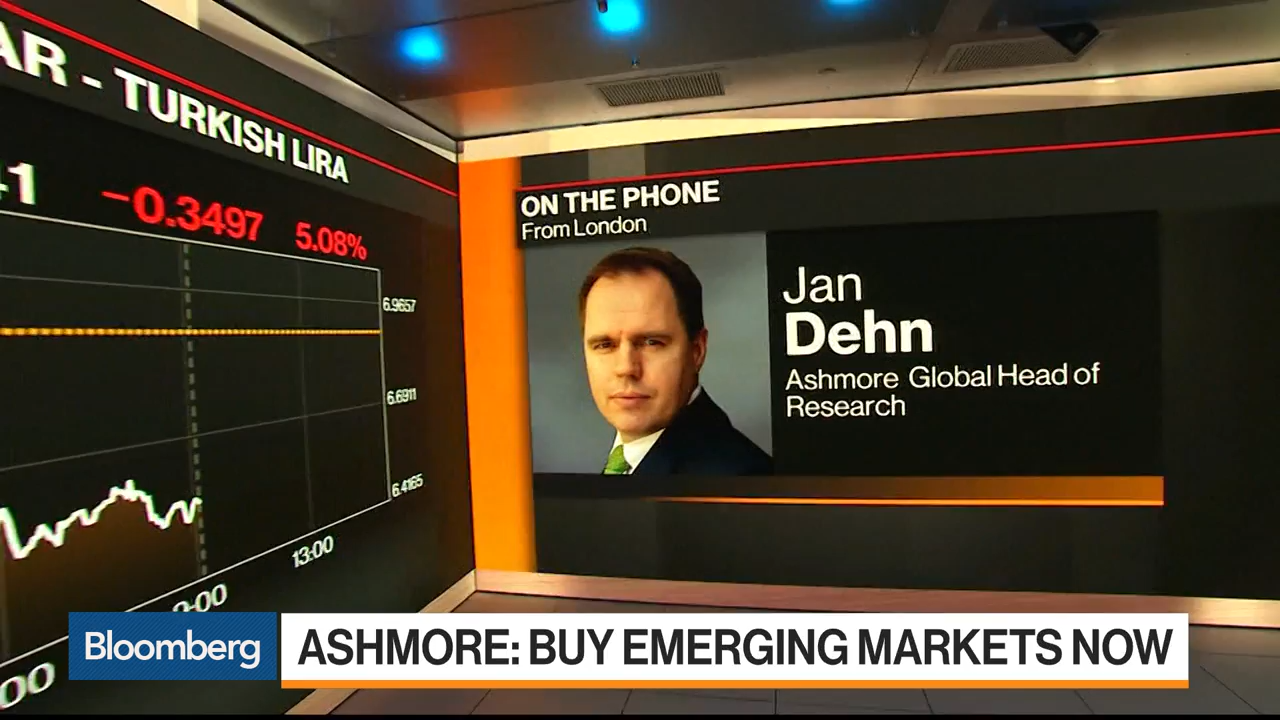 AR - TURKISH LIRA
41 -0.3497 5.08%
6.9657
6.6911
6.4165
13:00
ON THE PHONE
From London
Jan
Dehn
Ashmore Global Head of
Research
Bloomberg
ASHMORE: BUY EMERGING MARKETS NOW